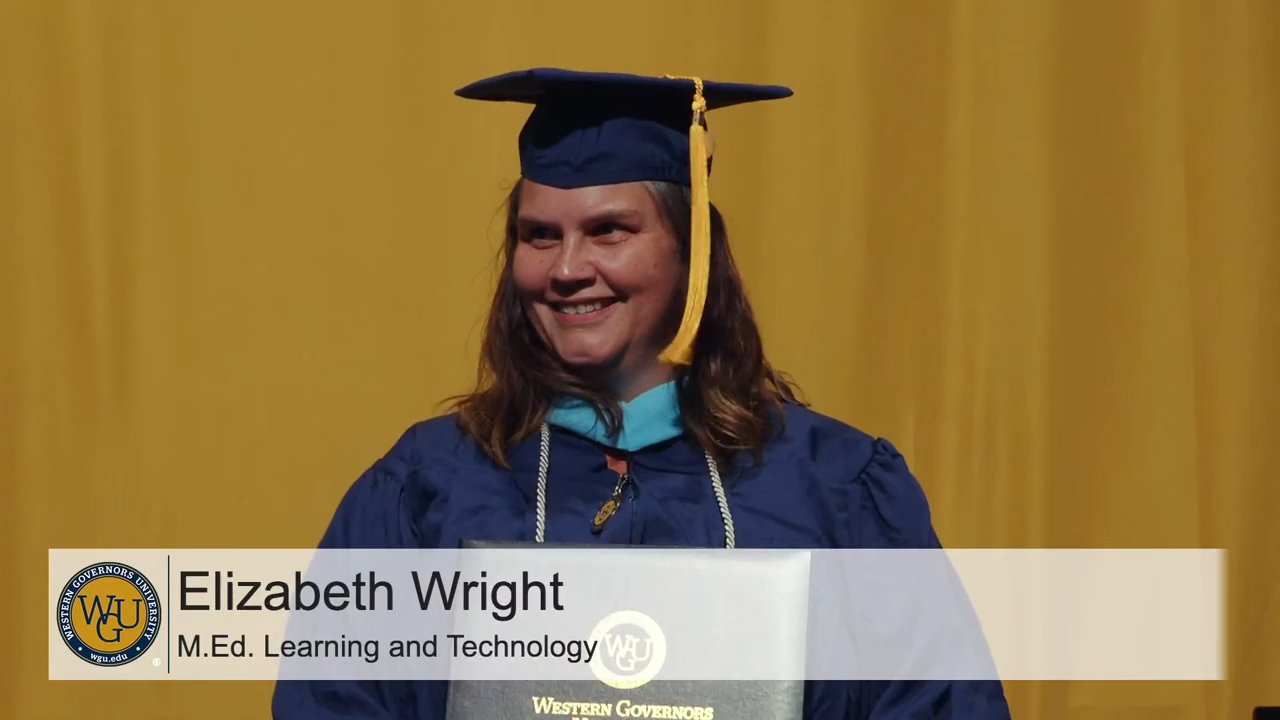 Elizabeth Wright
M.Ed. Learning and Technology
WESTERN GOVERNORS UNIVERSITY
WGU
wgu.edu
®
WGU
WESTERN GOVERNORS